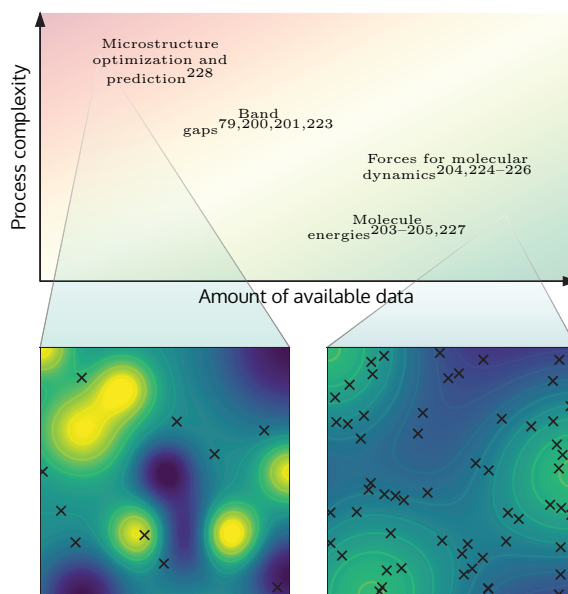 Microstructure
optimization and
prediction228
Band
gaps79,200,201,223
Forces for molecular
dynamics204,224–226
Molecule
energies203–205,227
Process complexity
Amount of available data